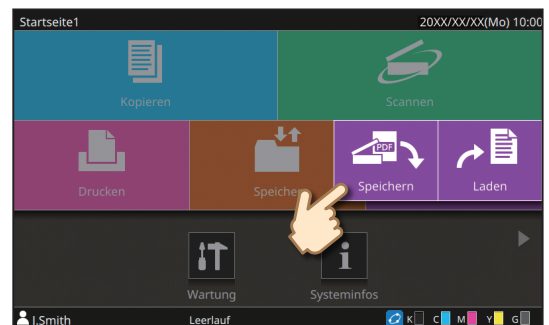 Startseite1 20XX/XX/XX(Mo) 10:00
Kopieren Scannen
PDF
Drucken Speichern Speichern Laden
Wartung Systeminfos
I.Smith Leerlauf K C M Y G